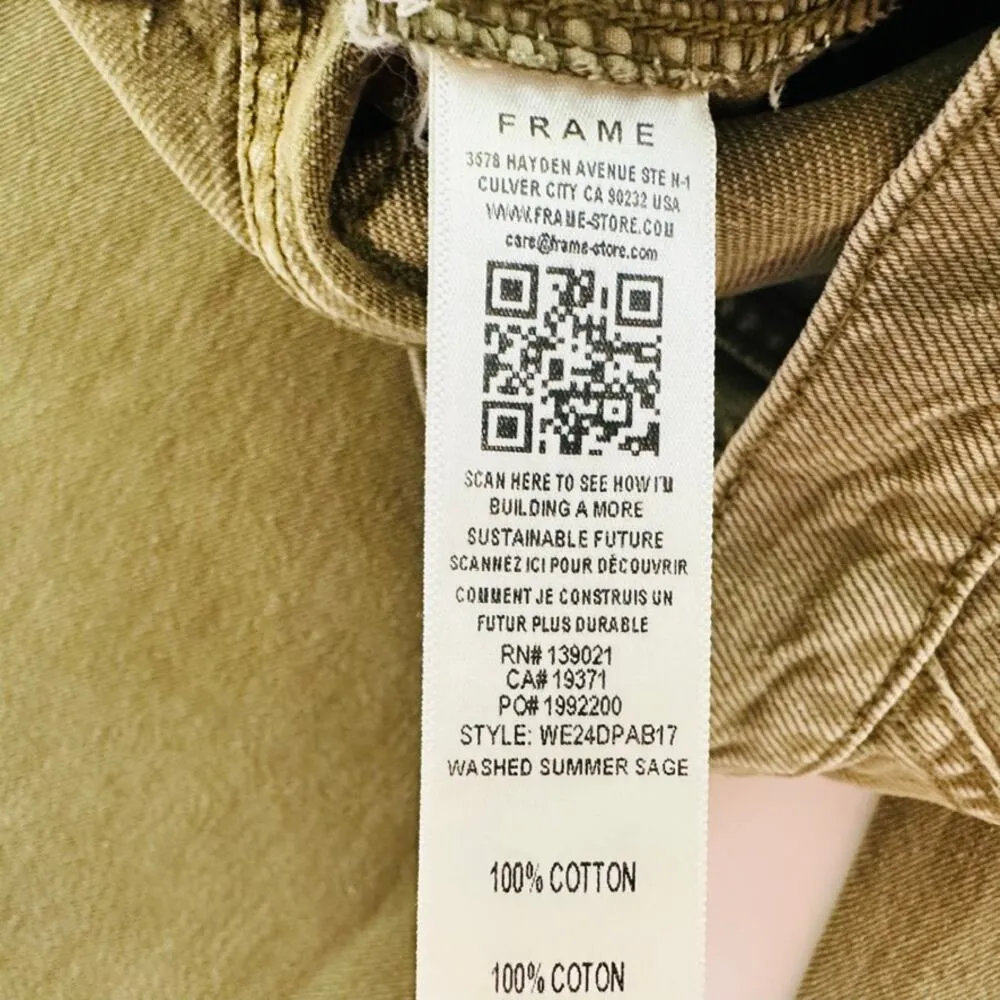 FRAME
3578 HAYDEN AVENUE STE N-1
CULVER CITY CA 90232 USA
WWW.FRAME-STORE.COM
care@frame-store.com
SCAN HERE TO SEE HOW I'M
BUILDING A MORE
SUSTAINABLE FUTURE
SCANNEZ ICI POUR DÉCOUVRIR
COMMENT JE CONSTRUIS UN
FUTUR PLUS DURABLE
RN# 139021
CA# 19371
PO# 1992200
STYLE: WE24DPAB17
WASHED SUMMER SAGE
100% COTTON
100% COTON